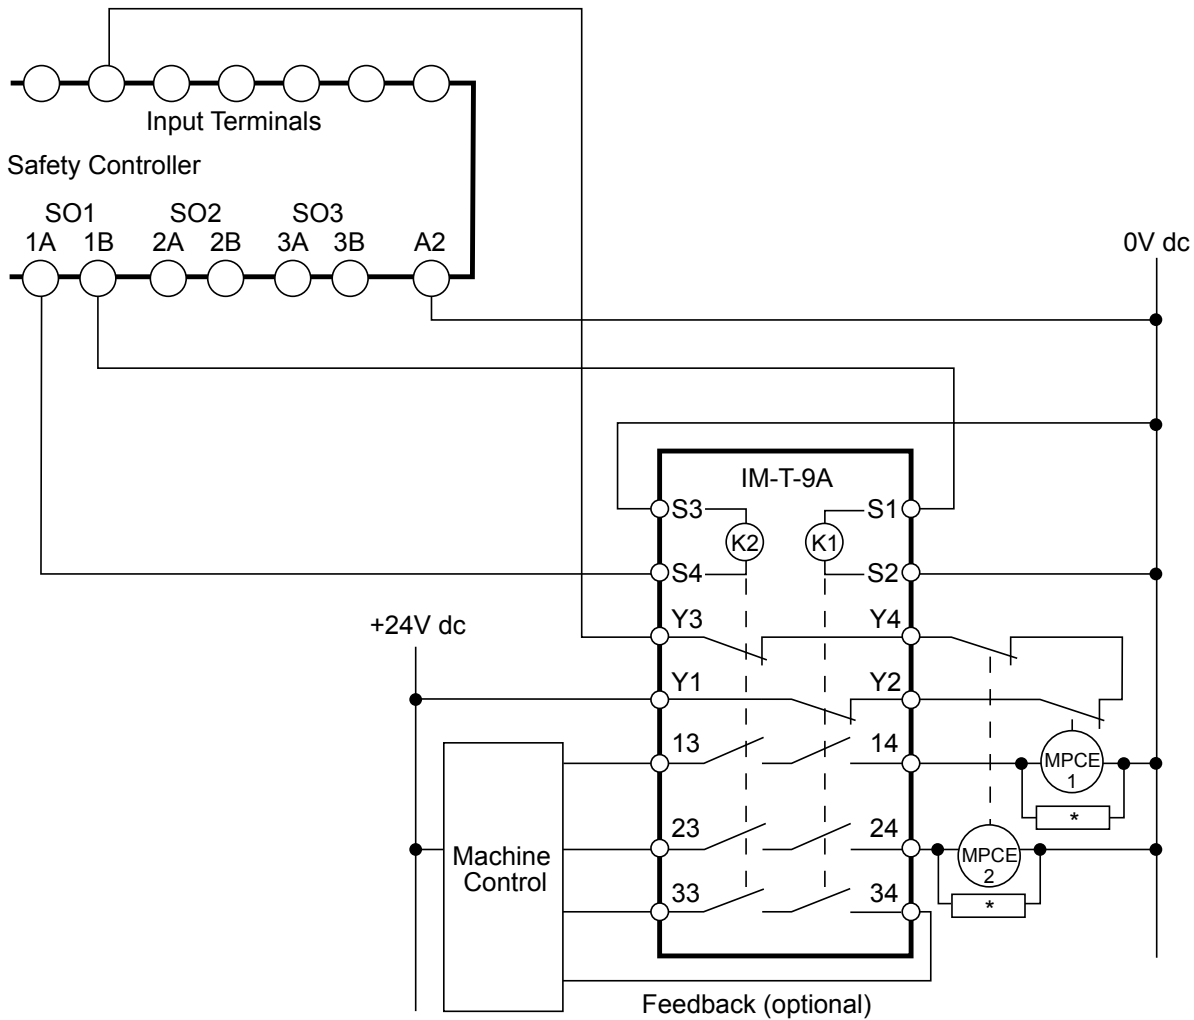 Input Terminals
Safety Controller
SO1 SO2 SO3
1A 1B 2A 2B 3A 3B A2
0V dc
IM-T-9A
S3 S1
K2 K1
S4 S2
+24V dc
Y3 Y4
Y1 Y2
13 14
MPCE
1
*
23 24
Machine
Control
MPCE
2
33 34
*
Feedback (optional)